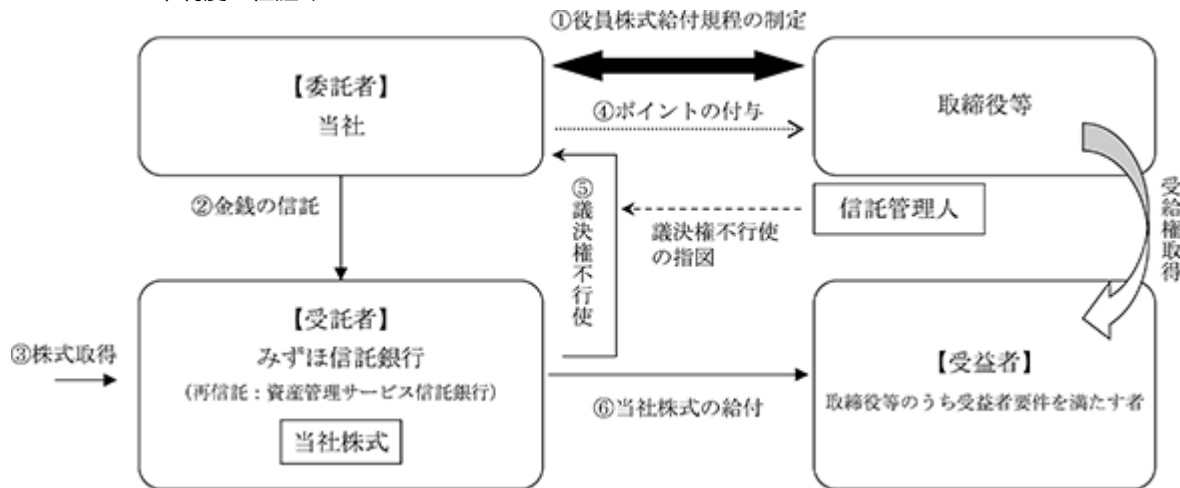 ①役員株式給付規程の制定
【委託者】
当社
④ポイントの付与
取締役等
②金銭の信託
⑤議決権不行使
議決権不行使
の指図
信託管理人
受給権取得
③株式取得
【受託者】
みずほ信託銀行
(再信託：資産管理サービス信託銀行)
当社株式
⑥当社株式の給付
【受益者】
取締役等のうち受益者要件を満たす者